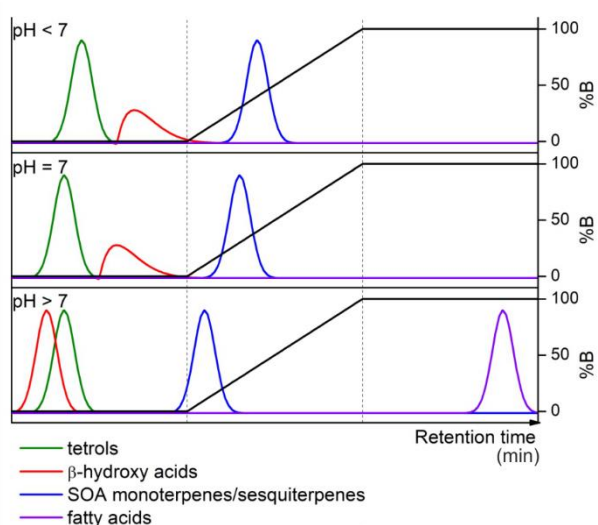 pH < 7
100
50
0
%B
pH = 7
100
50
0
%B
pH > 7
100
50
0
%B
Retention time
(min)
tetrols
β-hydroxy acids
SOA monoterpenes/sesquiterpenes
fatty acids